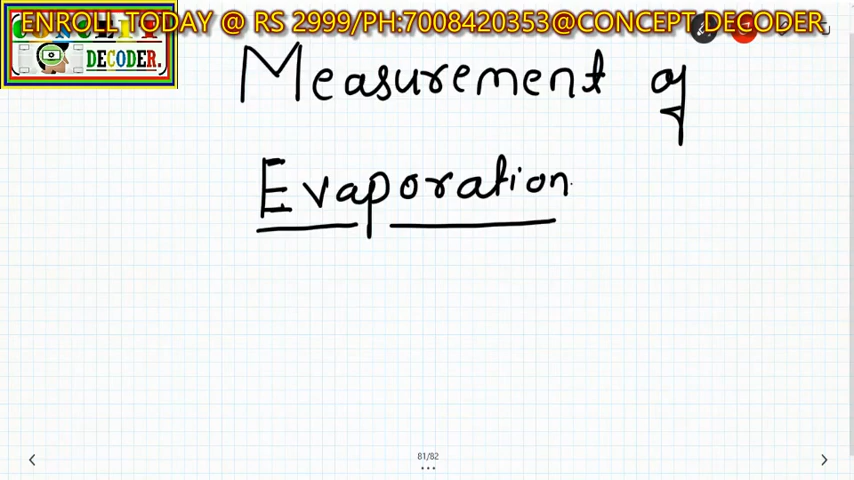 ENROLL TODAY @ RS 2999/PH:7008420353@CONCEPT DECODER.
DECODER.
Measurement of
Evaporation
81/82